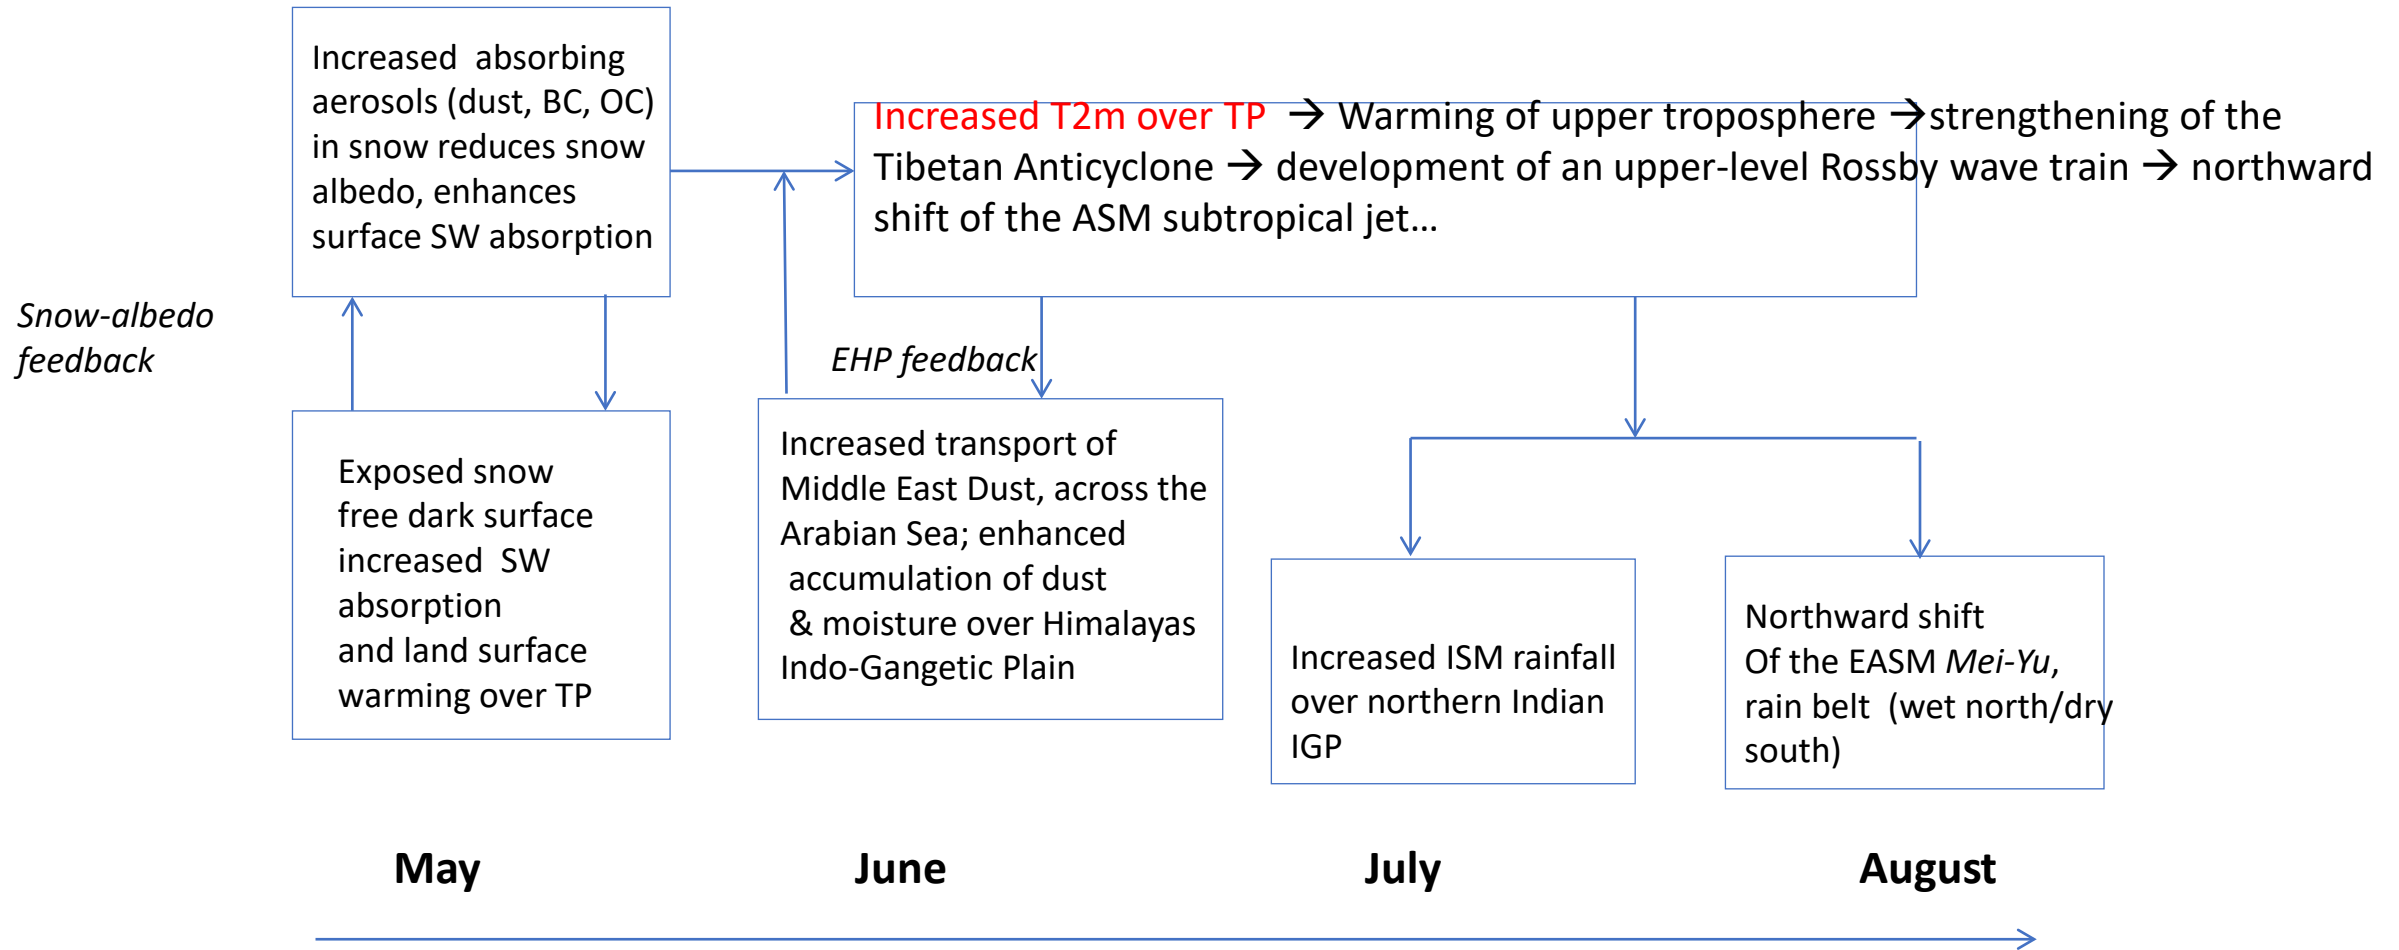 Increased absorbing
aerosols (dust, BC, OC)
in snow reduces snow
albedo, enhances
surface SW absorption
Increased T2m over TP → Warming of upper troposphere →strengthening of the
Tibetan Anticyclone → development of an upper-level Rossby wave train → northward
shift of the ASM subtropical jet…
Snow-albedo
feedback
EHP feedback
Exposed snow
free dark surface
increased SW
absorption
and land surface
warming over TP
Increased transport of
Middle East Dust, across the
Arabian Sea; enhanced
accumulation of dust
& moisture over Himalayas
Indo-Gangetic Plain
Increased ISM rainfall
over northern Indian
IGP
Northward shift
Of the EASM Mei-Yu,
rain belt (wet north/dry
south)
May
June
July
August